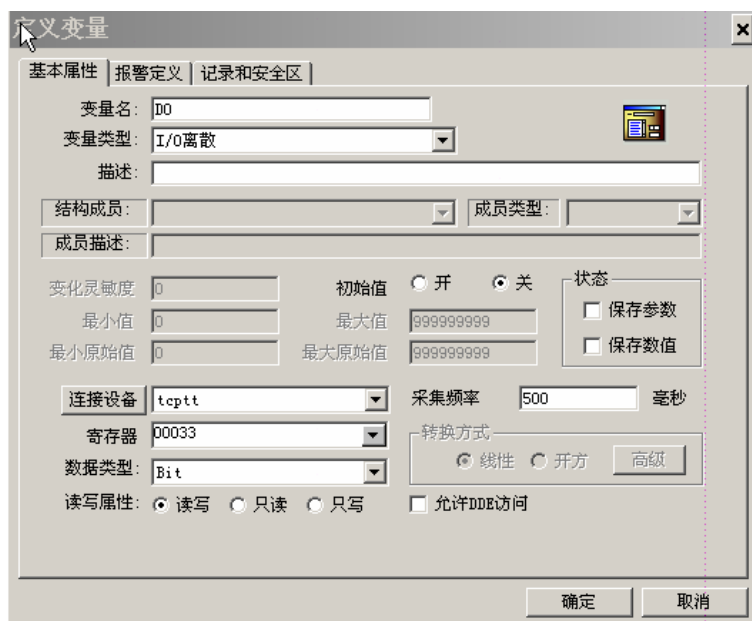 定义变量
基本属性 报警定义 记录和安全区
变量名: DO
变量类型: I/O离散
描述:
结构成员: 成员类型:
成员描述:
变化灵敏度 0 初始值 开 关 状态
最小值 0 最大值 999999999 保存参数
最小原始值 0 最大原始值 999999999 保存数值
连接设备 tcptt 采集频率 500 毫秒
寄存器 00033 转换方式
数据类型: Bit 线性 开方 高级
读写属性: 读写 只读 只写 允许DDE访问
确定 取消